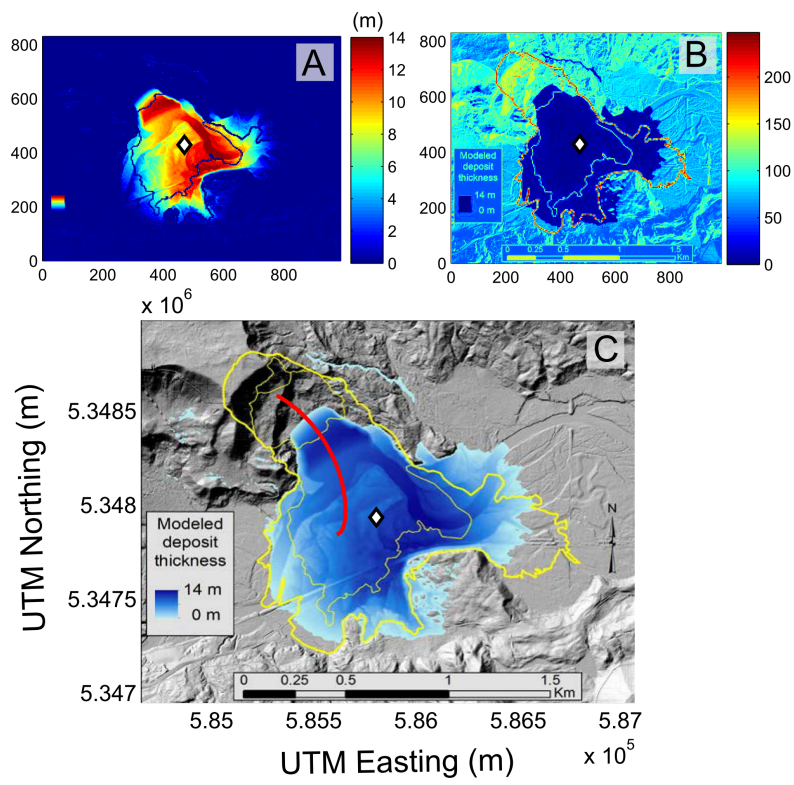 (m)
A
800
600
400
200
0
0
200
400
600
800
14
12
10
8
6
4
2
0
B
800
600
400
200
0
0
200
400
600
800
Modeled
deposit
thickness
14 m
0 m
0
0.25
0.5
1
1.5
Km
200
150
100
50
0
x 10⁶
C
UTM Northing (m)
5.3485
5.348
5.3475
5.347
Modeled
deposit
thickness
14 m
0 m
N
0
0.25
0.5
1
1.5
Km
5.85
5.855
5.86
5.865
5.87
UTM Easting (m)
x 10⁵